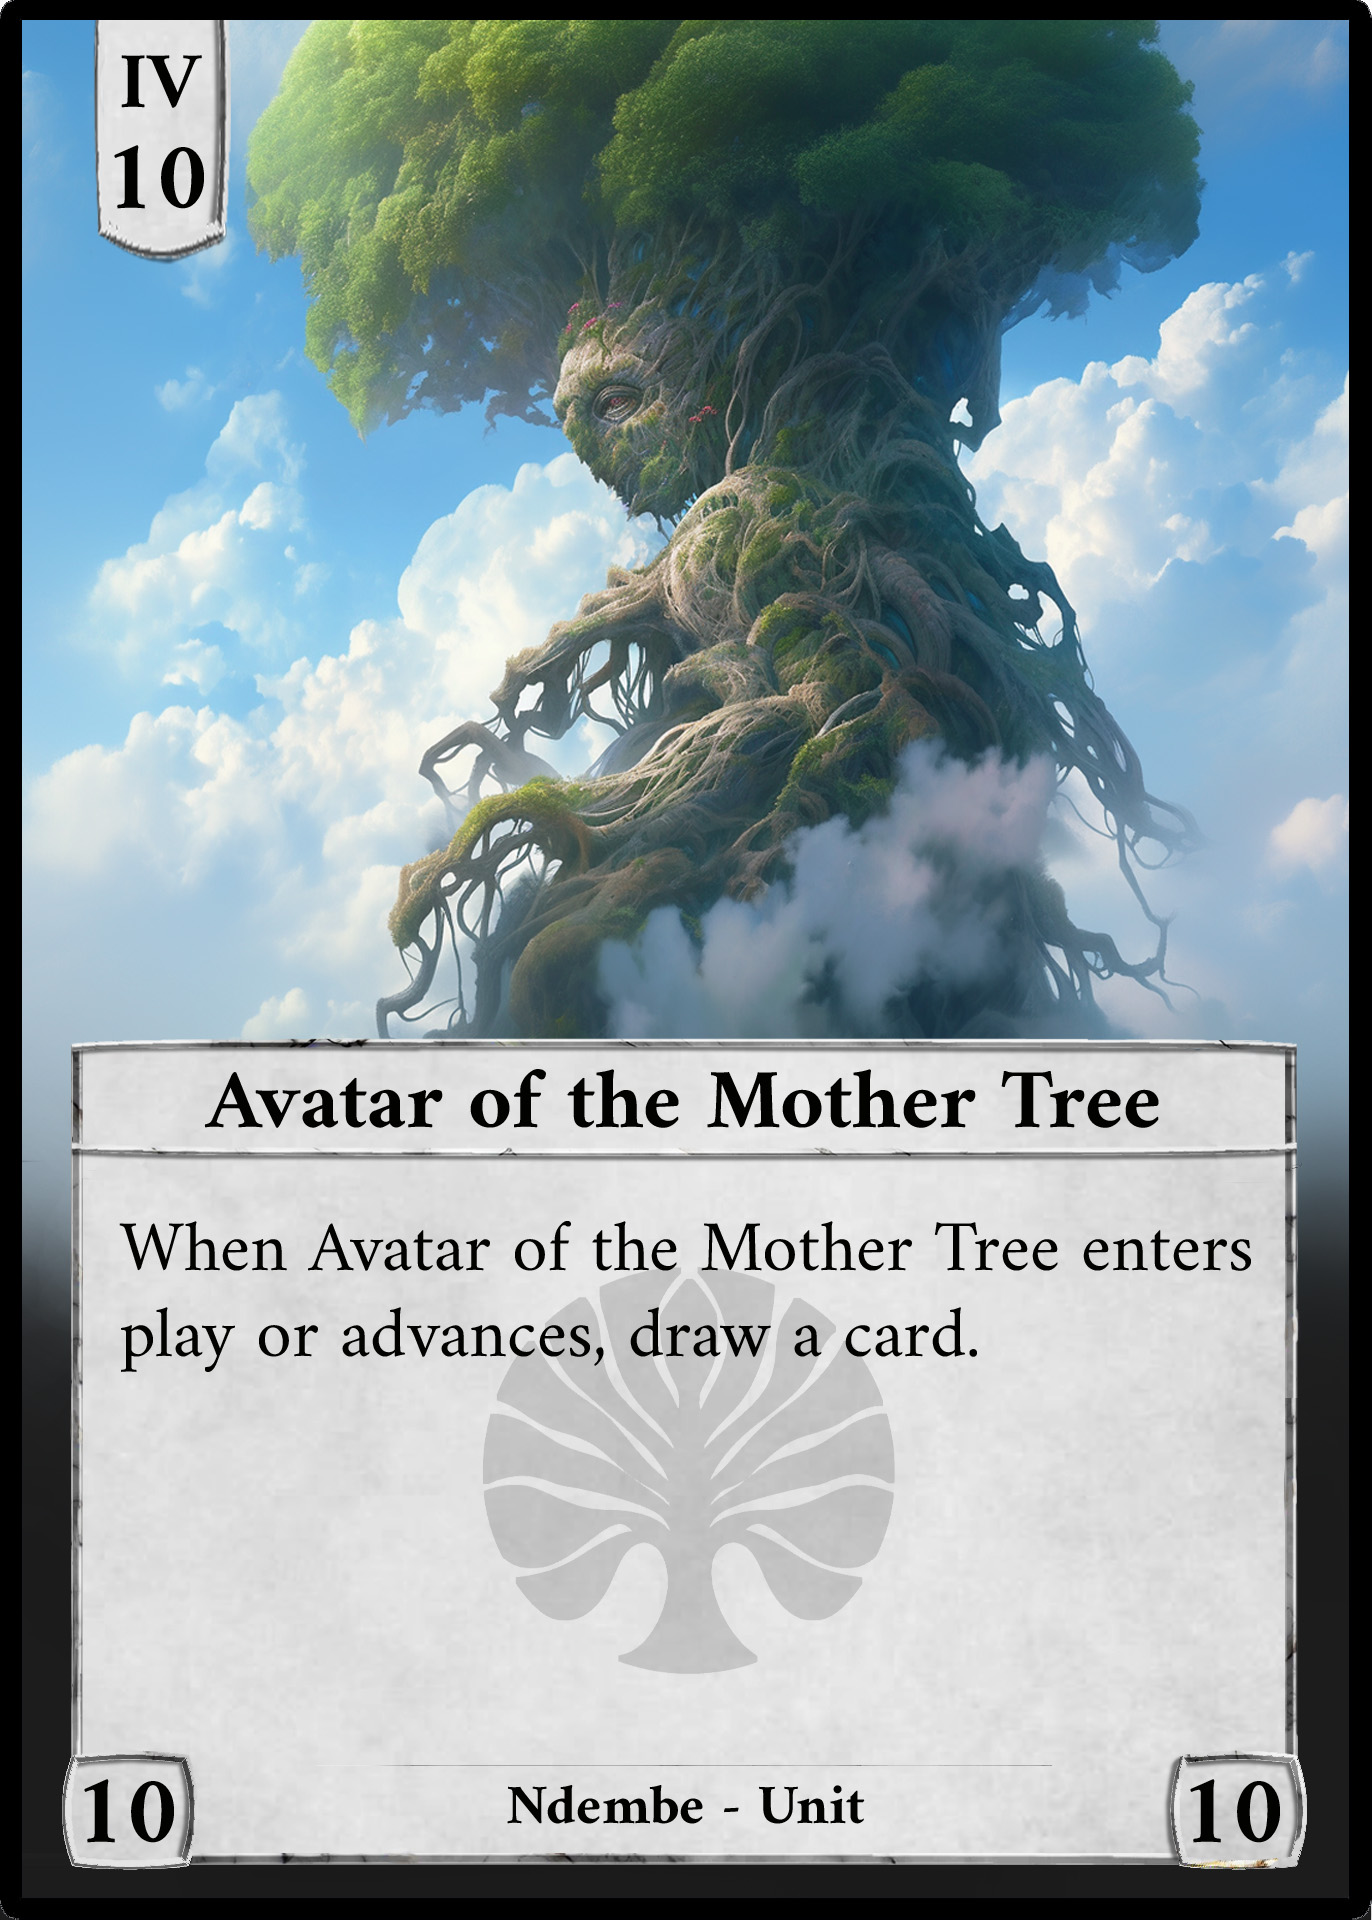 IV
10
Avatar of the Mother Tree
When Avatar of the Mother Tree enters
play or advances, draw a card.
10
Ndembe - Unit
10